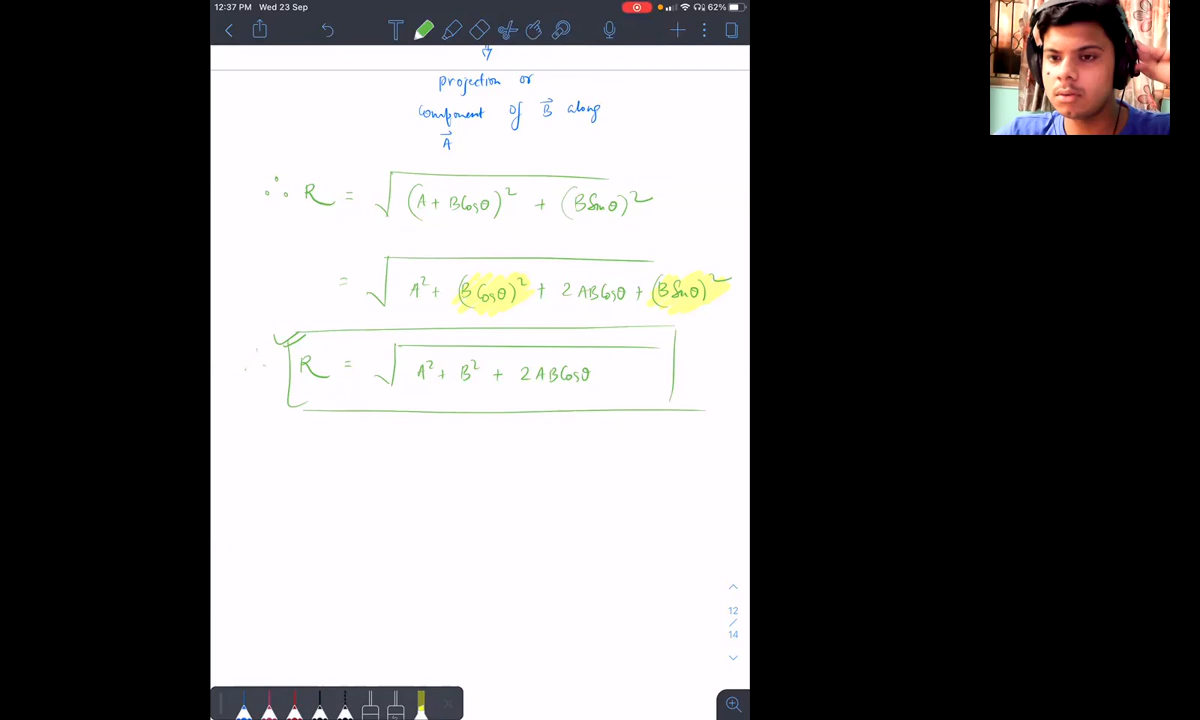 12:37 PM Wed 23 Sep
62%
T
projection or
component of B⃗ along
A⃗
∴ R = √((A + BCosθ)² + (BSinθ)²)
= √(A² + (BCosθ)² + 2ABCosθ + (BSinθ)²)
∴ R = √(A² + B² + 2ABCosθ)
12
/
14